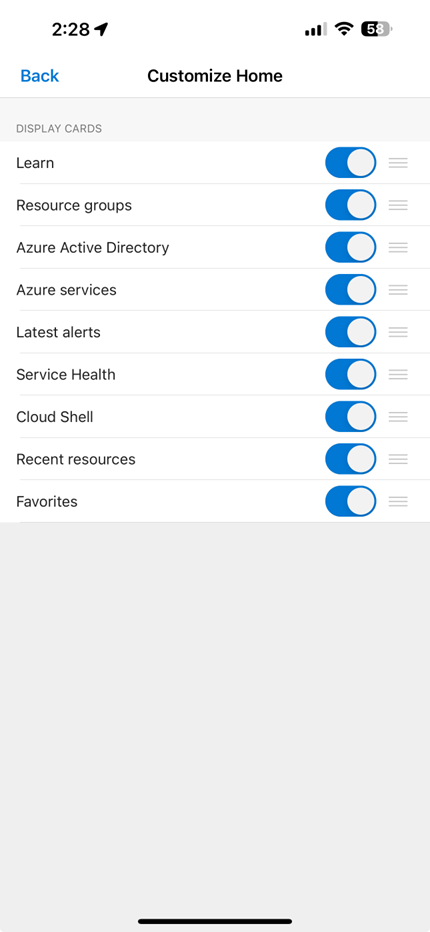 2:28
58
Back
Customize Home
DISPLAY CARDS
Learn
Resource groups
Azure Active Directory
Azure services
Latest alerts
Service Health
Cloud Shell
Recent resources
Favorites